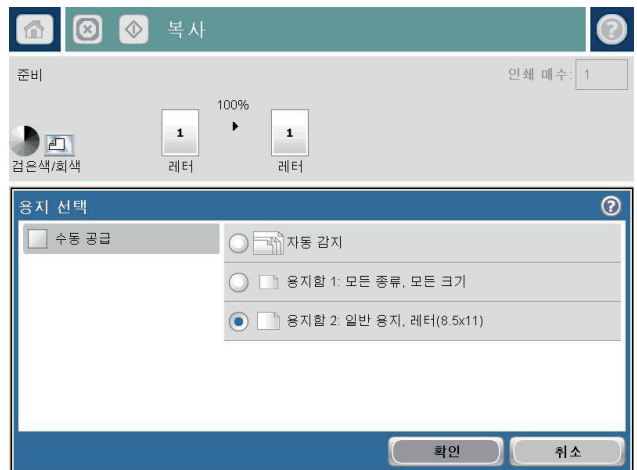 복사
준비
인쇄 매수: 1
100%
1
1
검은색/회색
레터
레터
용지 선택
수동 공급
자동 감지
용지함 1: 모든 종류, 모든 크기
용지함 2: 일반 용지, 레터(8.5x11)
확인
취소